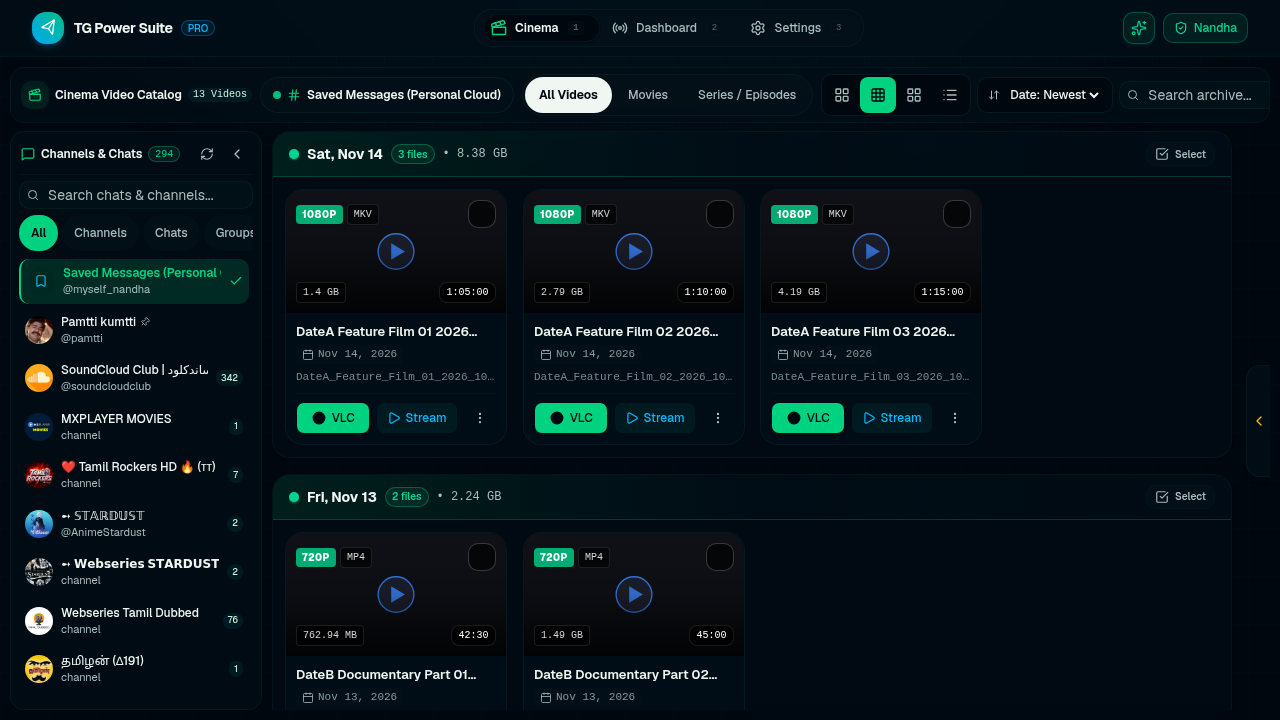 TG Power Suite PRO
Cinema 1
Dashboard 2
Settings 3
Nandha
Cinema Video Catalog 13 Videos
# Saved Messages (Personal Cloud)
All Videos
Movies
Series / Episodes
Date: Newest
Search archive...
Channels & Chats 294
Search chats & channels...
All
Channels
Chats
Groups
Saved Messages (Personal
@myself_nandha
Pamtti kumtti
@pamtti
SoundCloud Club | ساندکلود
@soundcloudclub
342
MXPLAYER MOVIES
channel
1
❤️ Tamil Rockers HD 🔥 (тт)
channel
7
➻ 𝕊𝕋𝔸ℝ𝔻𝕌𝕊𝕋
@AnimeStardust
2
➻ 𝗪𝗲𝗯𝘀𝗲𝗿𝗶𝗲𝘀 𝗦𝗧𝗔𝗥𝗗𝗨𝗦𝗧
channel
2
Webseries Tamil Dubbed
channel
76
தமிழன் (∆191)
channel
1
Sat, Nov 14 3 files • 8.38 GB
Select
1080P MKV
1.4 GB 1:05:00
DateA Feature Film 01 2026...
Nov 14, 2026
DateA_Feature_Film_01_2026_10...
VLC Stream
1080P MKV
2.79 GB 1:10:00
DateA Feature Film 02 2026...
Nov 14, 2026
DateA_Feature_Film_02_2026_10...
VLC Stream
1080P MKV
4.19 GB 1:15:00
DateA Feature Film 03 2026...
Nov 14, 2026
DateA_Feature_Film_03_2026_10...
VLC Stream
Fri, Nov 13 2 files • 2.24 GB
Select
720P MP4
762.94 MB 42:30
DateB Documentary Part 01...
Nov 13, 2026
720P MP4
1.49 GB 45:00
DateB Documentary Part 02...
Nov 13, 2026